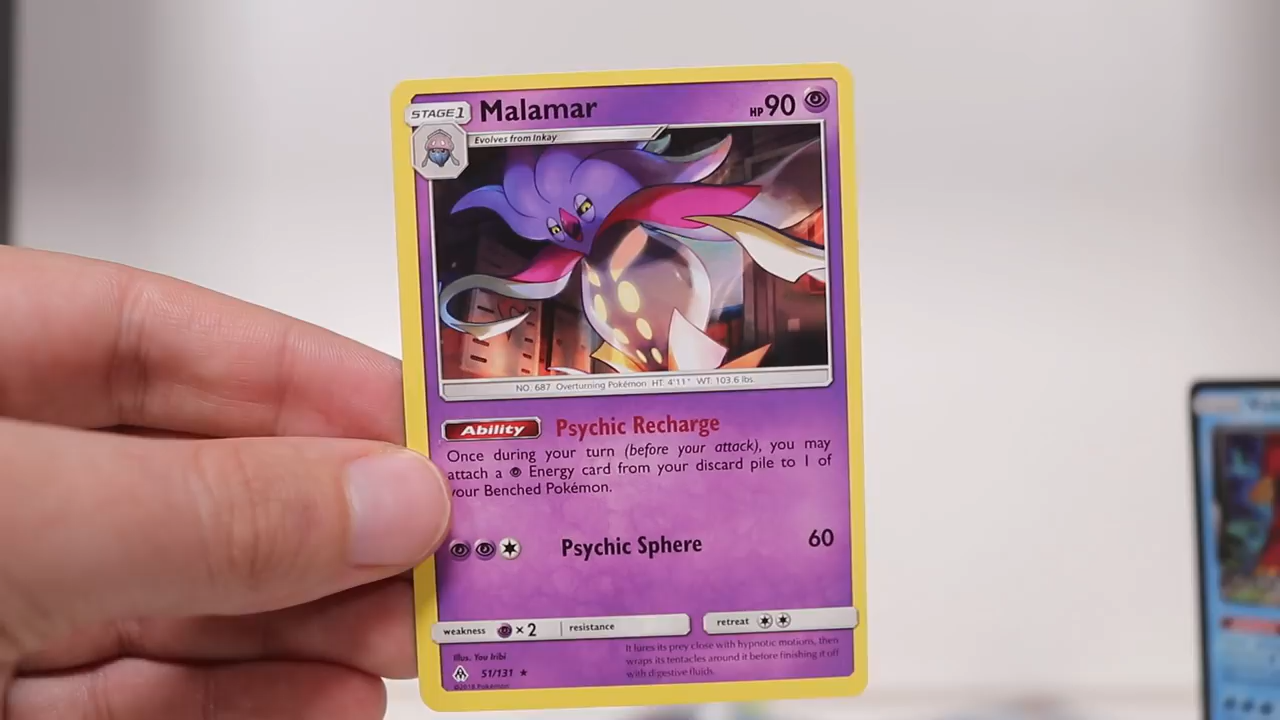 STAGE 1 Malamar HP 90
Evolves from Inkay
NO. 687 Overturning Pokémon HT: 4'11" WT: 103.6 lbs.
Ability Psychic Recharge
Once during your turn (before your attack), you may
attach a Energy card from your discard pile to 1 of
your Benched Pokémon.
Psychic Sphere 60
weakness ×2 resistance retreat
It lures its prey close with hypnotic motions, then
wraps its tentacles around it before finishing it off
with digestive fluids.
Illus. You Iribi
51/131 ★
©2018 Pokémon